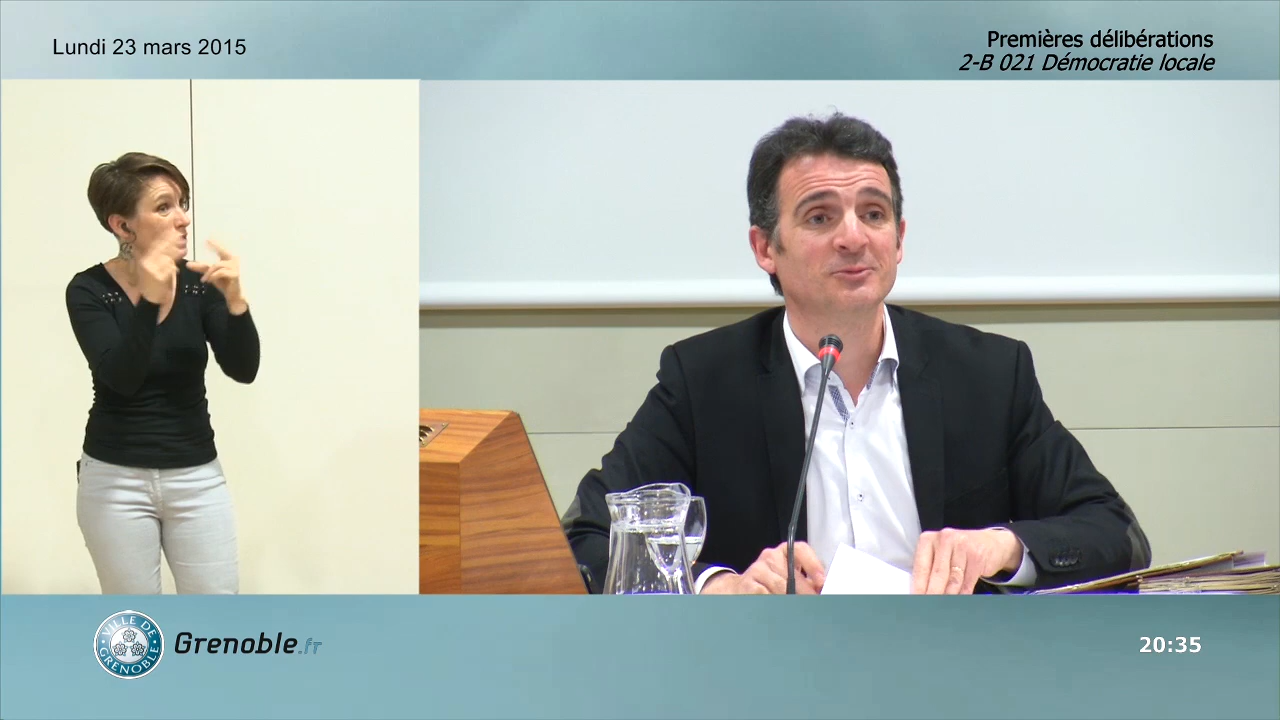 Lundi 23 mars 2015
Premières délibérations
2-B 021 Démocratie locale
VILLE DE
GRENOBLE
Grenoble.fr
20:35